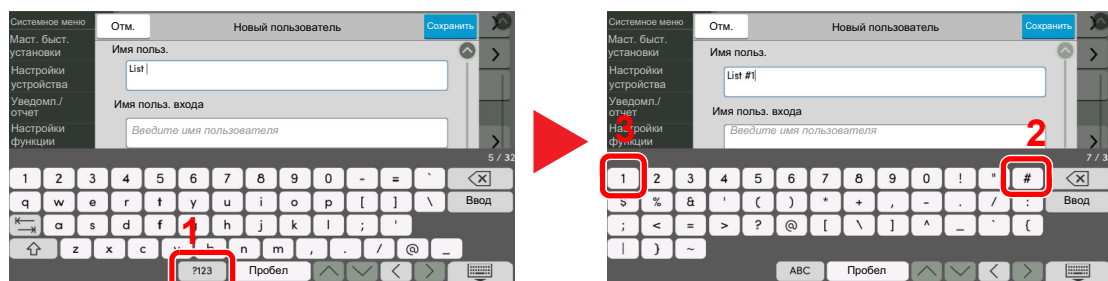 Системное меню
Маст. быст.
установки
Настройки
устройства
Уведомл./
отчет
Настройки
функции
Отм.
Новый пользователь
Сохранить
Имя польз.
List
Имя польз. входа
Введите имя пользователя
5 / 32
1 2 3 4 5 6 7 8 9 0 - = `
q w e r t y u i o p [ ] \ Ввод
a s d f g h j k l ; '
z x c v b n m , . / @ _
?123 Пробел
1
Системное меню
Маст. быст.
установки
Настройки
устройства
Уведомл./
отчет
Настройки
функции
Отм.
Новый пользователь
Сохранить
Имя польз.
List #1
Имя польз. входа
Введите имя пользователя
3
2
7 / 3
1 2 3 4 5 6 7 8 9 0 ! " #
$ % & ' ( ) * + , - . / : Ввод
; < = > ? @ [ \ ] ^ _ ` {
| } ~
ABC Пробел